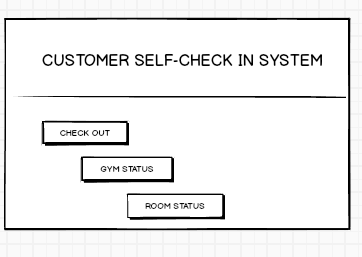 CUSTOMER SELF-CHECK IN SYSTEM
CHECK OUT
GYM STATUS
ROOM STATUS